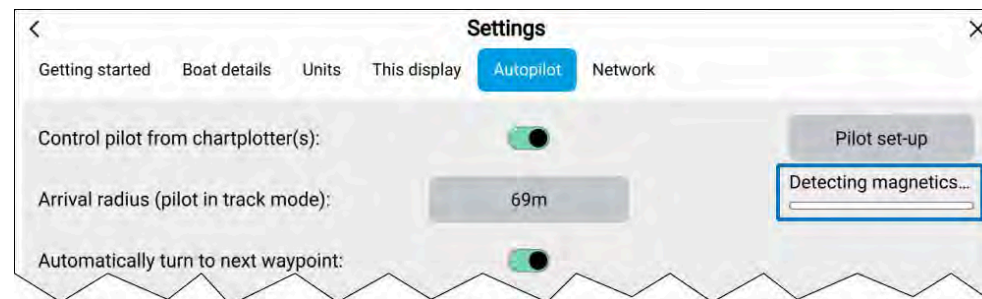 Settings
Getting started Boat details Units This display Autopilot Network
Control pilot from chartplotter(s): Pilot set-up
Arrival radius (pilot in track mode): 69m Detecting magnetics…
Automatically turn to next waypoint: